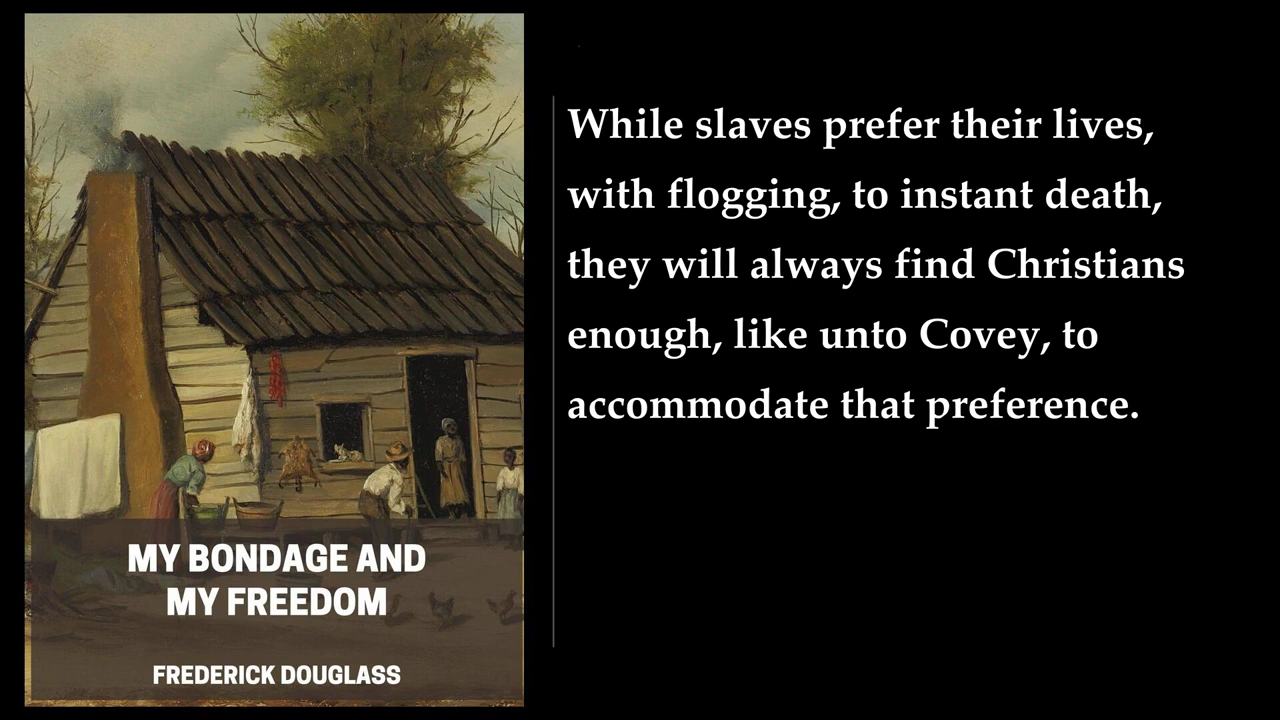 MY BONDAGE AND
MY FREEDOM
FREDERICK DOUGLASS
While slaves prefer their lives,
with flogging, to instant death,
they will always find Christians
enough, like unto Covey, to
accommodate that preference.